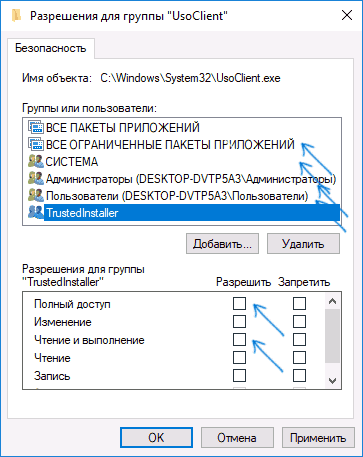 Разрешения для группы "UsoClient"
Безопасность
Имя объекта: C:\Windows\System32\UsoClient.exe
Группы или пользователи:
ВСЕ ПАКЕТЫ ПРИЛОЖЕНИЙ
ВСЕ ОГРАНИЧЕННЫЕ ПАКЕТЫ ПРИЛОЖЕНИЙ
СИСТЕМА
Администраторы (DESKTOP-DVTP5A3\Администраторы)
Пользователи (DESKTOP-DVTP5A3\Пользователи)
TrustedInstaller
Добавить... Удалить
Разрешения для группы
"TrustedInstaller" Разрешить Запретить
Полный доступ
Изменение
Чтение и выполнение
Чтение
Запись
ОК Отмена Применить